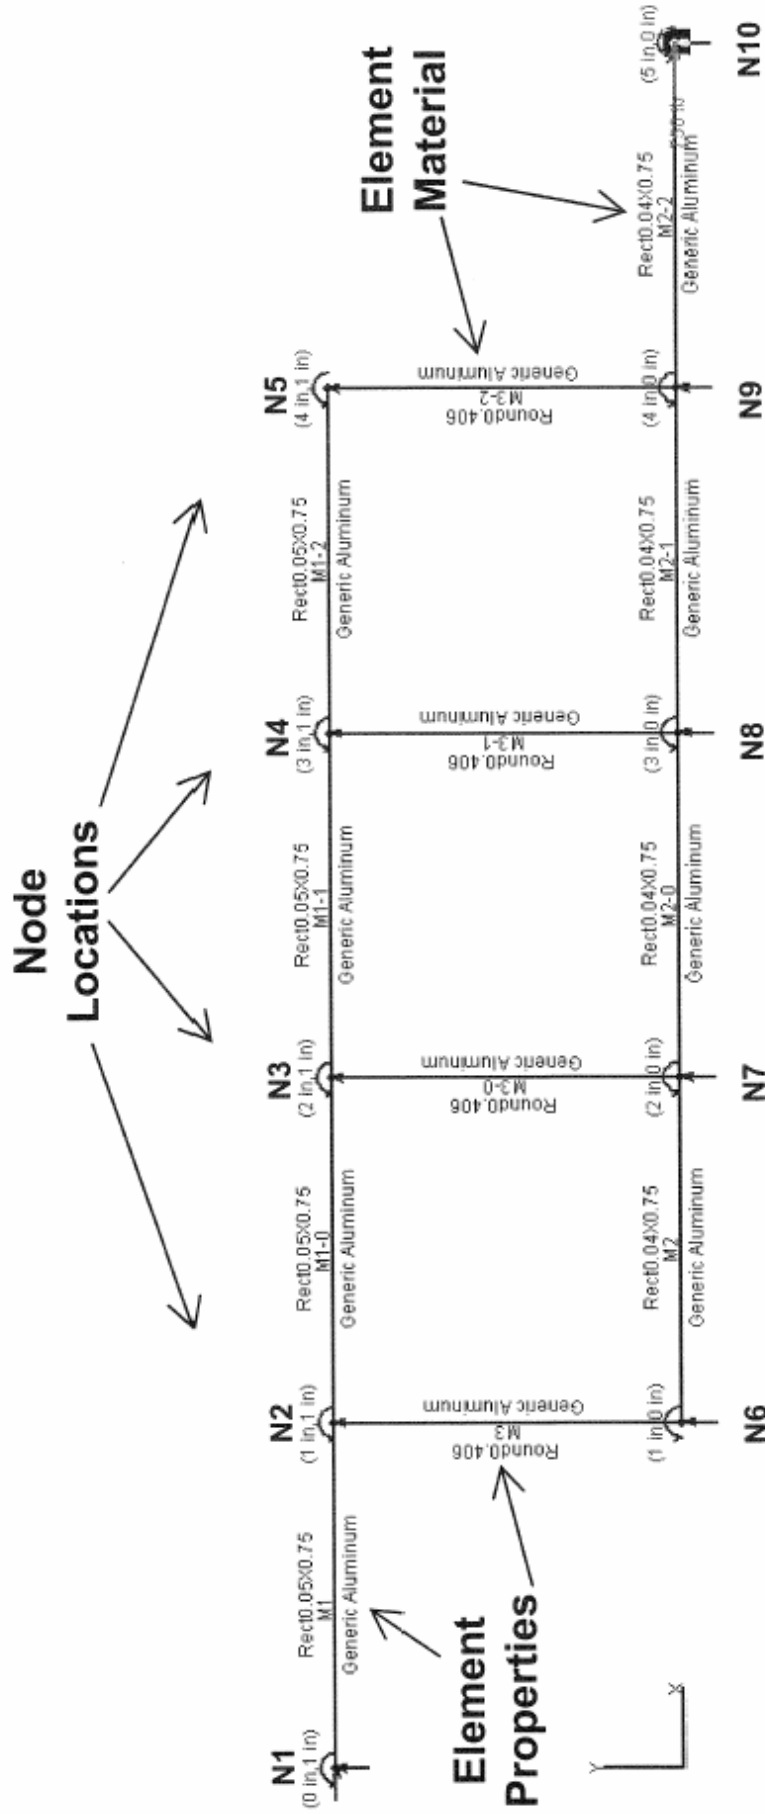 Node
Locations
N1
(0 in,1 in)
N2
(1 in,1 in)
N3
(2 in,1 in)
N4
(3 in,1 in)
N5
(4 in,1 in)
Rect0.05X0.75
M1
Generic Aluminum
Rect0.05X0.75
M1-0
Generic Aluminum
Rect0.05X0.75
M1-1
Generic Aluminum
Rect0.05X0.75
M1-2
Generic Aluminum
Element
Material
Round0.406
M3
Generic Aluminum
Round0.406
M3-0
Generic Aluminum
Round0.406
M3-1
Generic Aluminum
Round0.406
M3-2
Generic Aluminum
Element
Properties
(1 in,0 in)
(2 in,0 in)
(3 in,0 in)
(4 in,0 in)
(5 in,0 in)
Rect0.04X0.75
M2
Generic Aluminum
Rect0.04X0.75
M2-0
Generic Aluminum
Rect0.04X0.75
M2-1
Generic Aluminum
Rect0.04X0.75
M2-2
Generic Aluminum
Y
X
N6
N7
N8
N9
N10